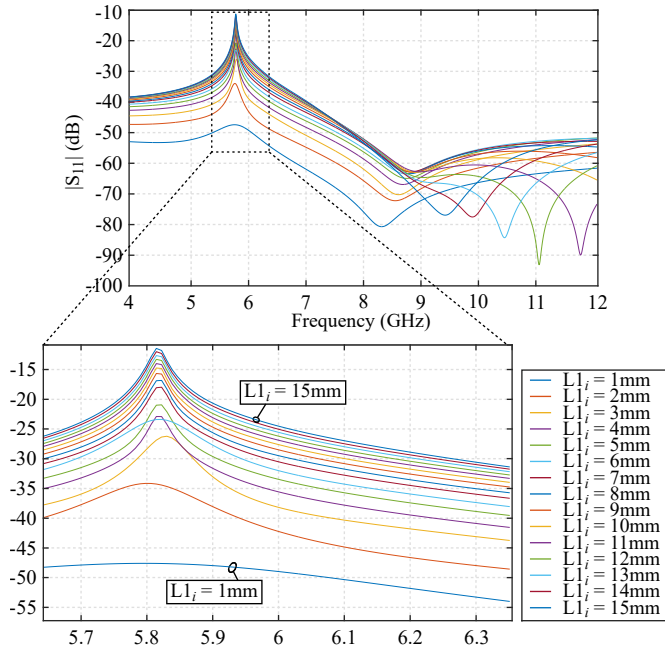 -10
-20
-30
-40
-50
-60
-70
-80
-90
-100
|S11| (dB)
4 5 6 7 8 9 10 11 12
Frequency (GHz)
-15
-20
-25
-30
-35
-40
-45
-50
-55
L1i = 15mm
L1i = 1mm
5.7 5.8 5.9 6 6.1 6.2 6.3
L1i = 1mm
L1i = 2mm
L1i = 3mm
L1i = 4mm
L1i = 5mm
L1i = 6mm
L1i = 7mm
L1i = 8mm
L1i = 9mm
L1i = 10mm
L1i = 11mm
L1i = 12mm
L1i = 13mm
L1i = 14mm
L1i = 15mm